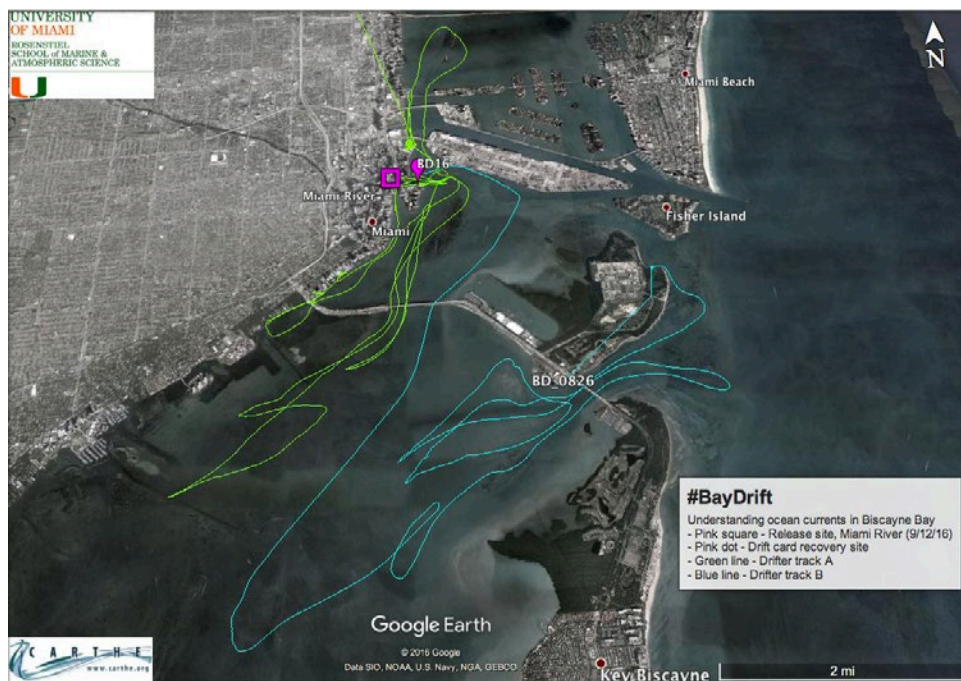 UNIVERSITY
OF MIAMI
ROSENSTIEL
SCHOOL of MARINE &
ATMOSPHERIC SCIENCE
N
Miami Beach
BD16
Miami River
Miami
Fisher Island
BD_0826
#BayDrift
Understanding ocean currents in Biscayne Bay
- Pink square - Release site, Miami River (9/12/16)
- Pink dot - Drift card recovery site
- Green line - Drifter track A
- Blue line - Drifter track B
Google Earth
© 2016 Google
Data SIO, NOAA, U.S. Navy, NGA, GEBCO
CARTHE
www.carthe.org
Key Biscayne
2 mi